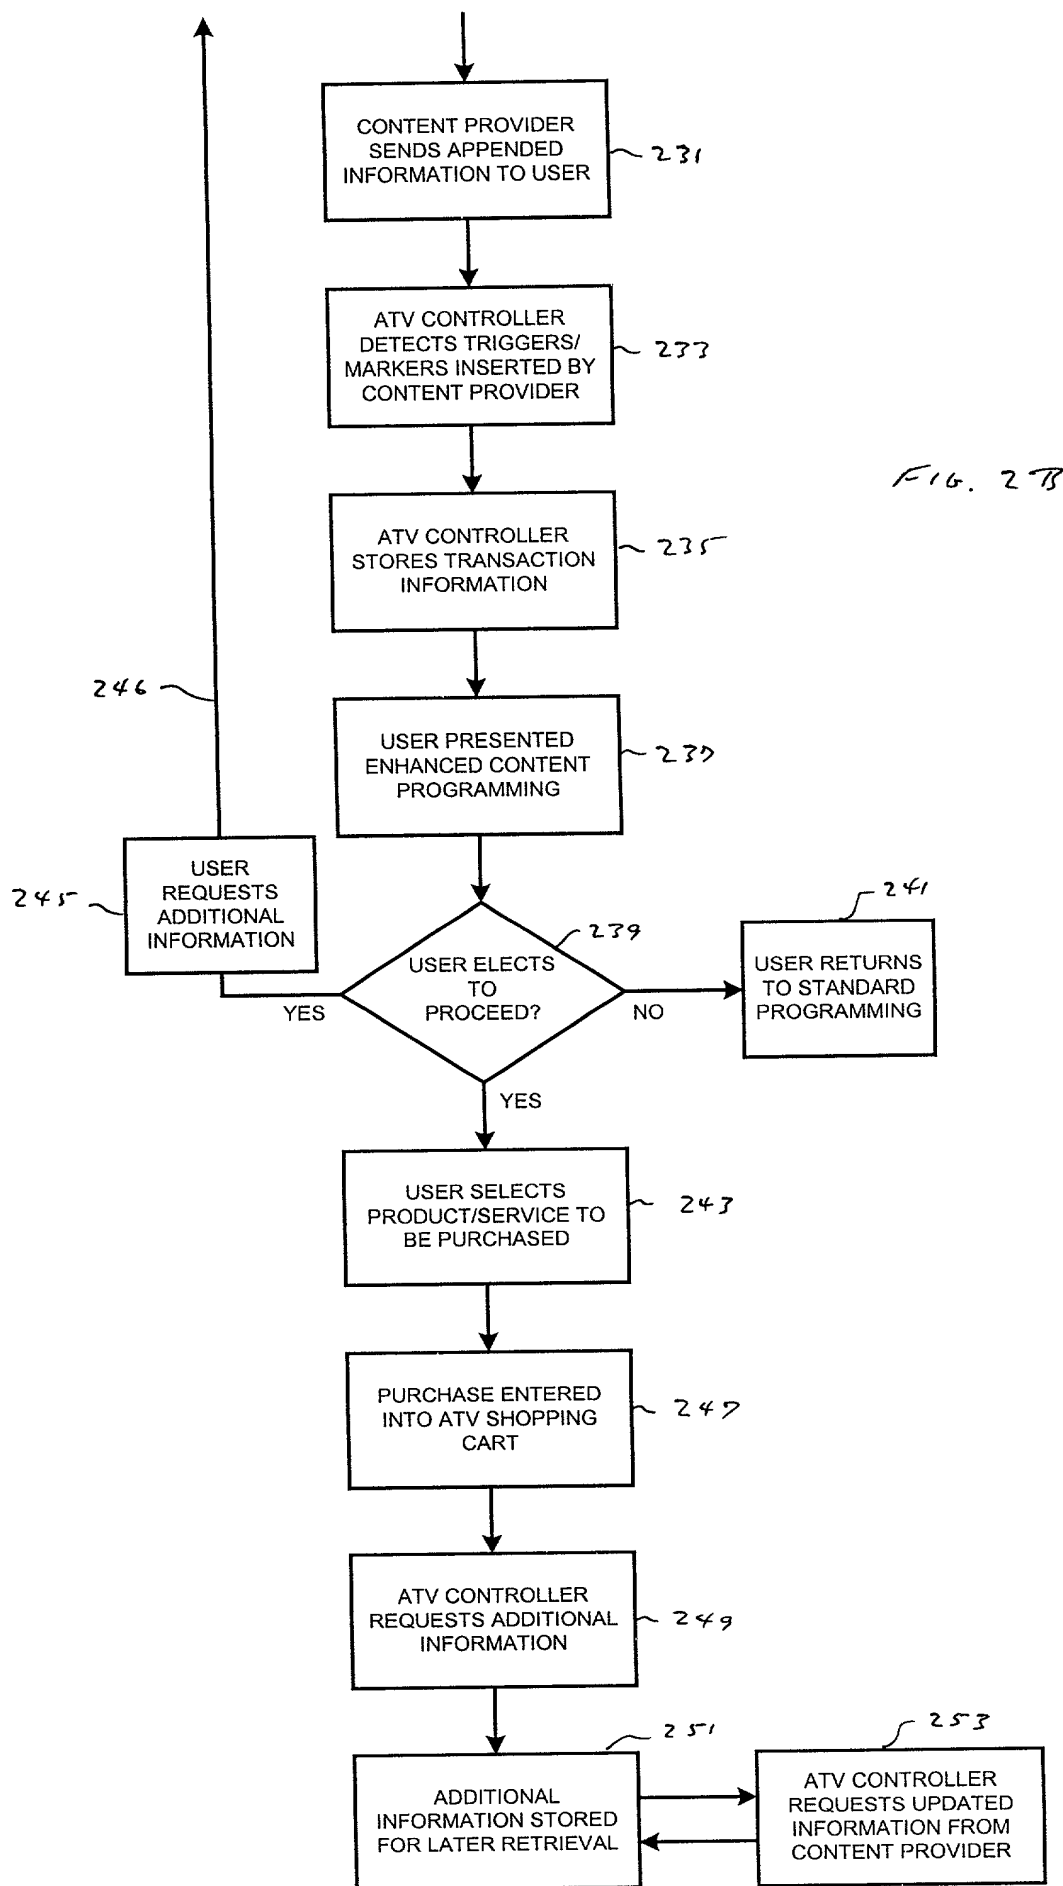 CONTENT PROVIDER
SENDS APPENDED
INFORMATION TO USER
231
ATV CONTROLLER
DETECTS TRIGGERS/
MARKERS INSERTED BY
CONTENT PROVIDER
233
FIG. 2B
ATV CONTROLLER
STORES TRANSACTION
INFORMATION
235
246
USER PRESENTED
ENHANCED CONTENT
PROGRAMMING
237
USER
REQUESTS
ADDITIONAL
INFORMATION
245
239
USER ELECTS
TO
PROCEED?
YES
NO
241
USER RETURNS
TO STANDARD
PROGRAMMING
YES
USER SELECTS
PRODUCT/SERVICE TO
BE PURCHASED
243
PURCHASE ENTERED
INTO ATV SHOPPING
CART
247
ATV CONTROLLER
REQUESTS ADDITIONAL
INFORMATION
249
251
ADDITIONAL
INFORMATION STORED
FOR LATER RETRIEVAL
253
ATV CONTROLLER
REQUESTS UPDATED
INFORMATION FROM
CONTENT PROVIDER